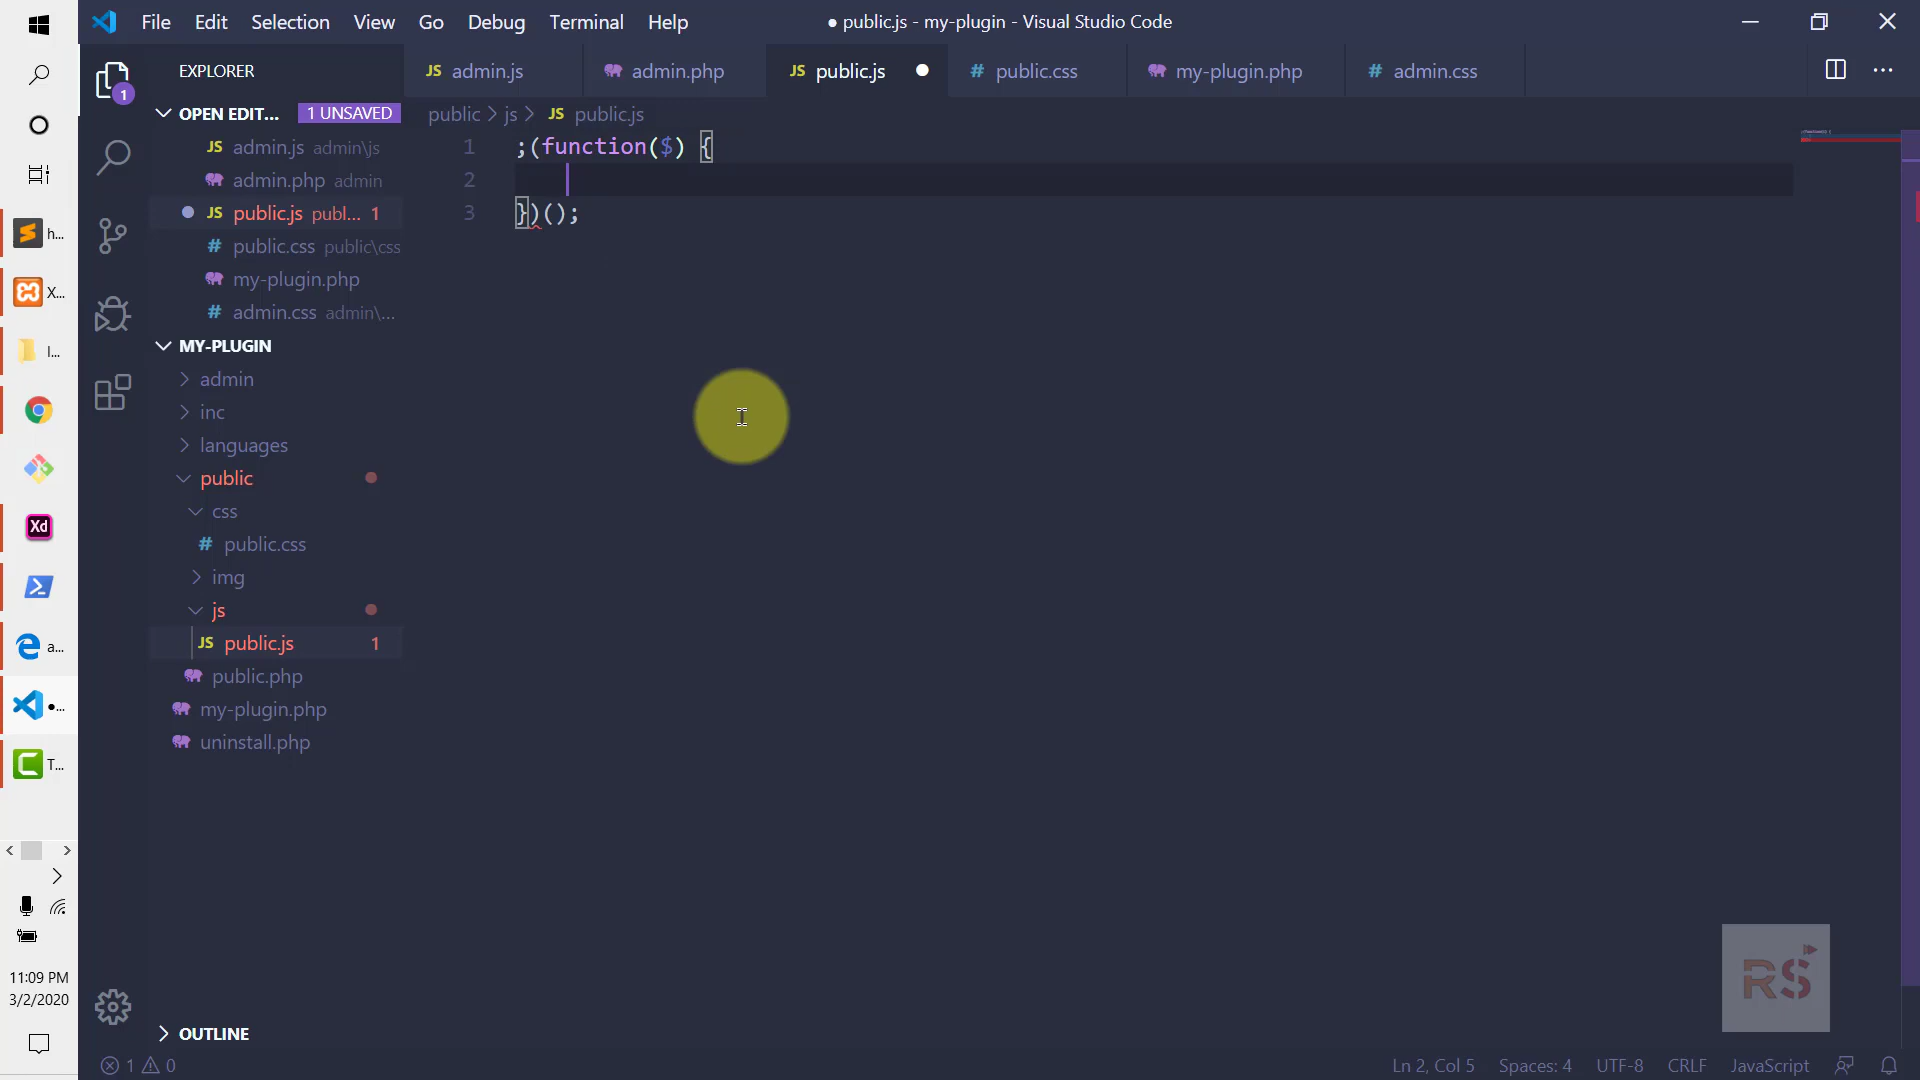 File Edit Selection View Go Debug Terminal Help
● public.js - my-plugin - Visual Studio Code
EXPLORER
JS admin.js
admin.php
JS public.js
# public.css
my-plugin.php
# admin.css
OPEN EDIT... 1 UNSAVED
public > js > JS public.js
JS admin.js admin\js
admin.php admin
JS public.js publ... 1
# public.css public\css
my-plugin.php
# admin.css admin\...
MY-PLUGIN
admin
inc
languages
public
css
# public.css
img
js
JS public.js 1
public.php
my-plugin.php
uninstall.php
OUTLINE
1 ;(function($) {
2
3 })();
1
h...
X...
l...
Xd
a...
●...
T...
11:09 PM
3/2/2020
RS
1 0
Ln 2, Col 5 Spaces: 4 UTF-8 CRLF JavaScript